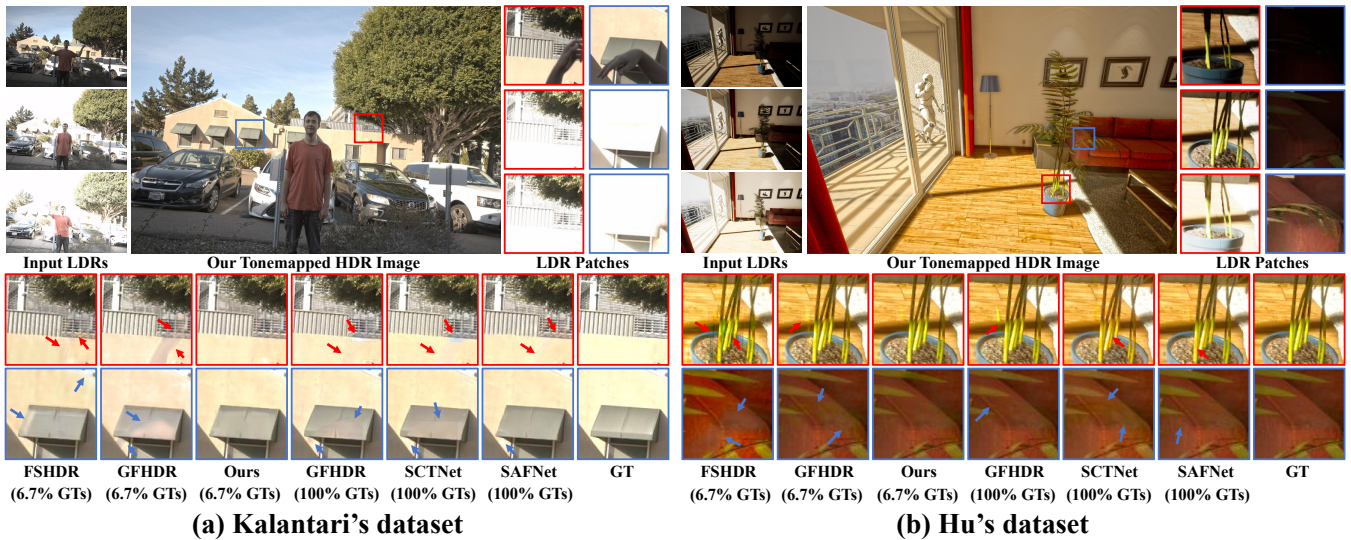 Input LDRs
Our Tonemapped HDR Image
LDR Patches
Input LDRs
Our Tonemapped HDR Image
LDR Patches
FSHDR
GFHDR
Ours
GFHDR
SCTNet
SAFNet
GT
(6.7% GTs)
(6.7% GTs)
(6.7% GTs)
(100% GTs)
(100% GTs)
(100% GTs)
FSHDR
GFHDR
Ours
GFHDR
SCTNet
SAFNet
GT
(6.7% GTs)
(6.7% GTs)
(6.7% GTs)
(100% GTs)
(100% GTs)
(100% GTs)
(a) Kalantari's dataset
(b) Hu's dataset